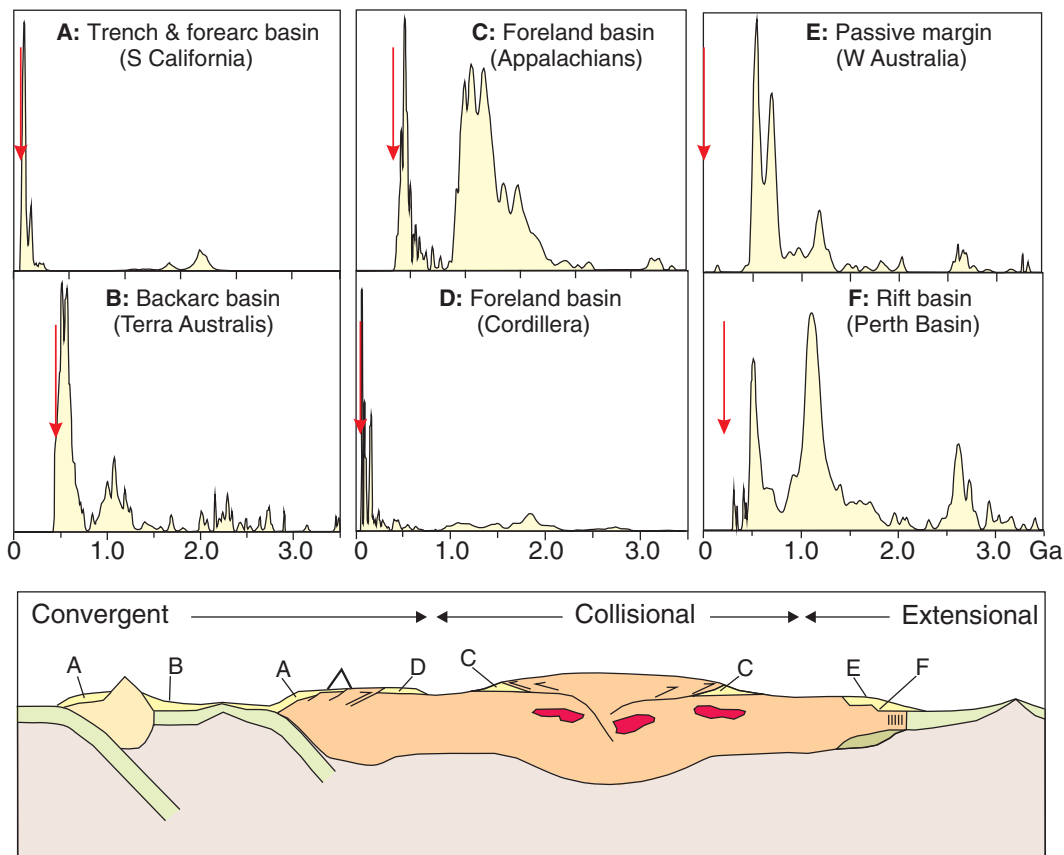 A: Trench & forearc basin
(S California)
C: Foreland basin
(Appalachians)
E: Passive margin
(W Australia)
B: Backarc basin
(Terra Australis)
D: Foreland basin
(Cordillera)
F: Rift basin
(Perth Basin)
0 1.0 2.0 3.0
0 1.0 2.0 3.0
0 1.0 2.0 3.0 Ga
Convergent Collisional Extensional
A B A D C C E F